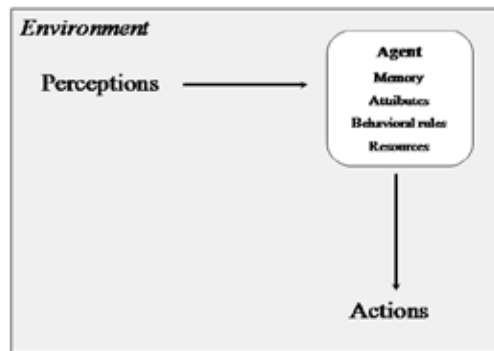 Environment
Perceptions
Agent
Memory
Attributes
Behavioral rules
Resources
Actions